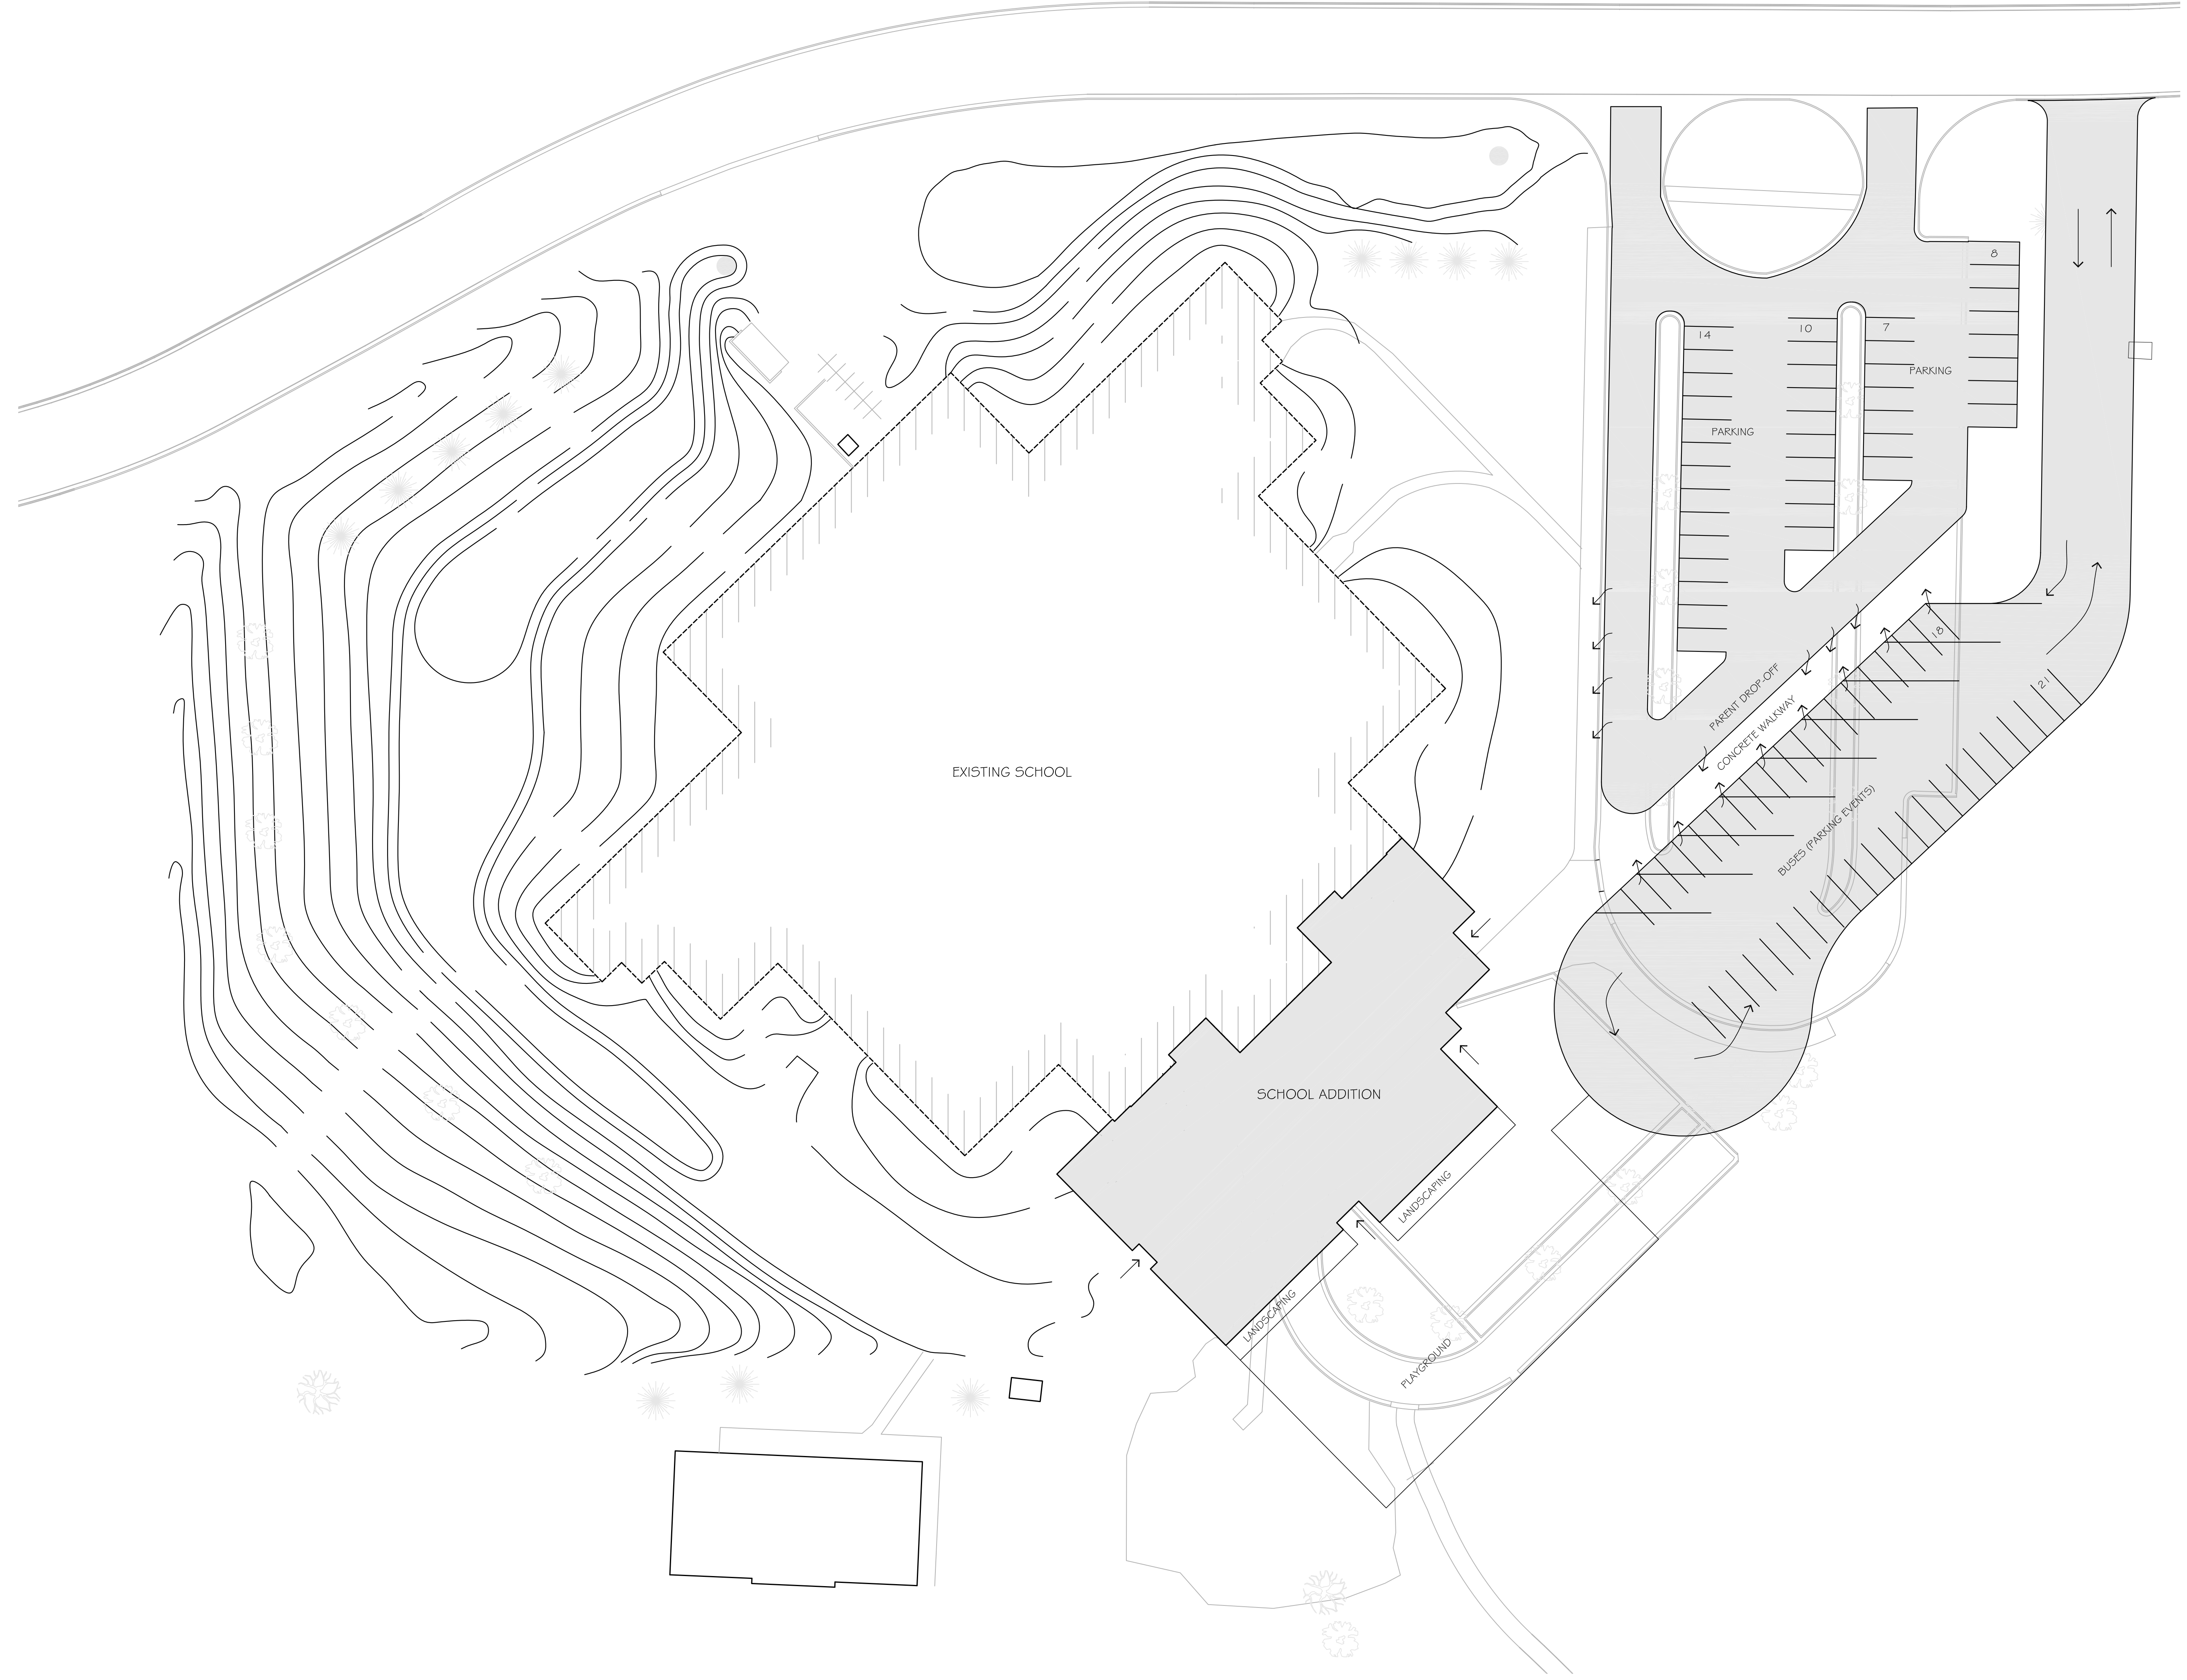 8
14
10
7
PARKING
PARKING
18
PARENT DROP-OFF
CONCRETE WALKWAY
21
EXISTING SCHOOL
BUSES (PARKING EVENTS)
SCHOOL ADDITION
LANDSCAPING
LANDSCAPING
PLAYGROUND